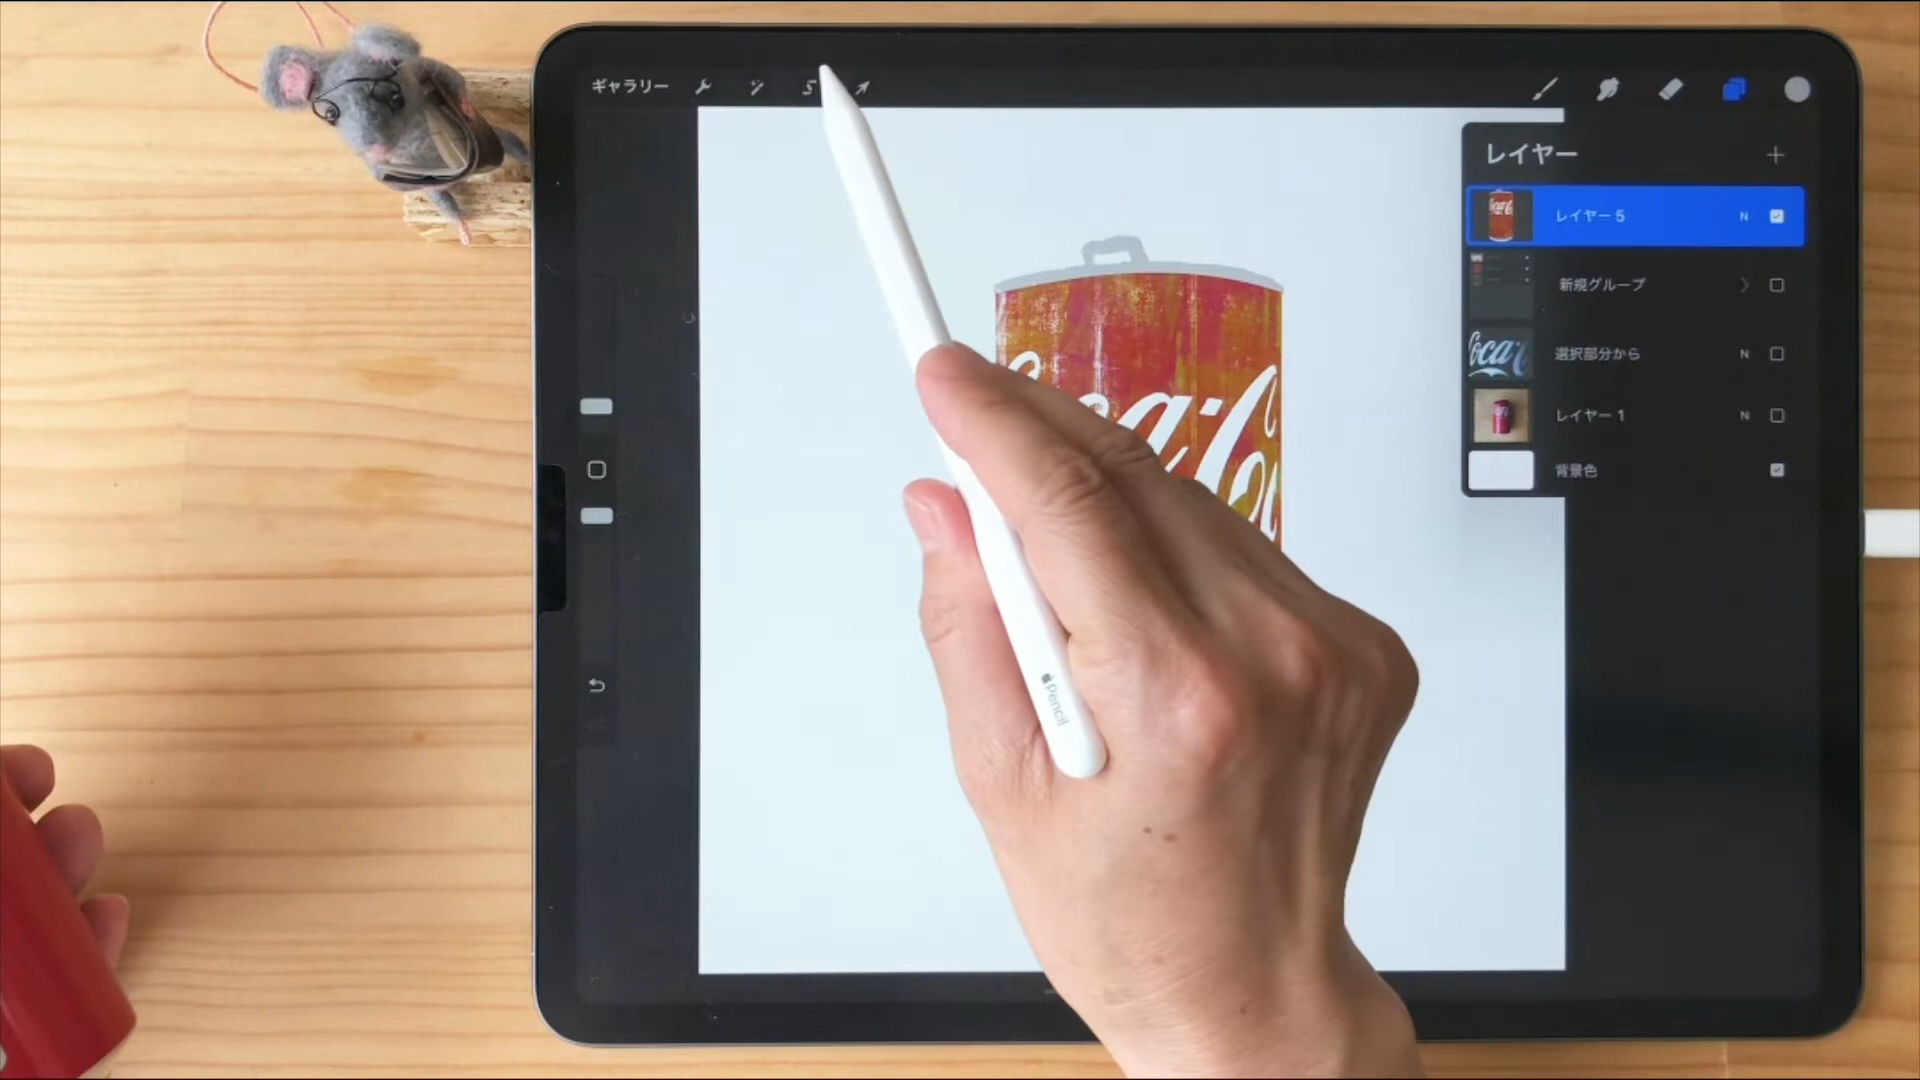 ギャラリー
レイヤー
レイヤー 5
N
新規グループ
Coca-C
選択部分から
N
レイヤー 1
N
背景色
Pencil